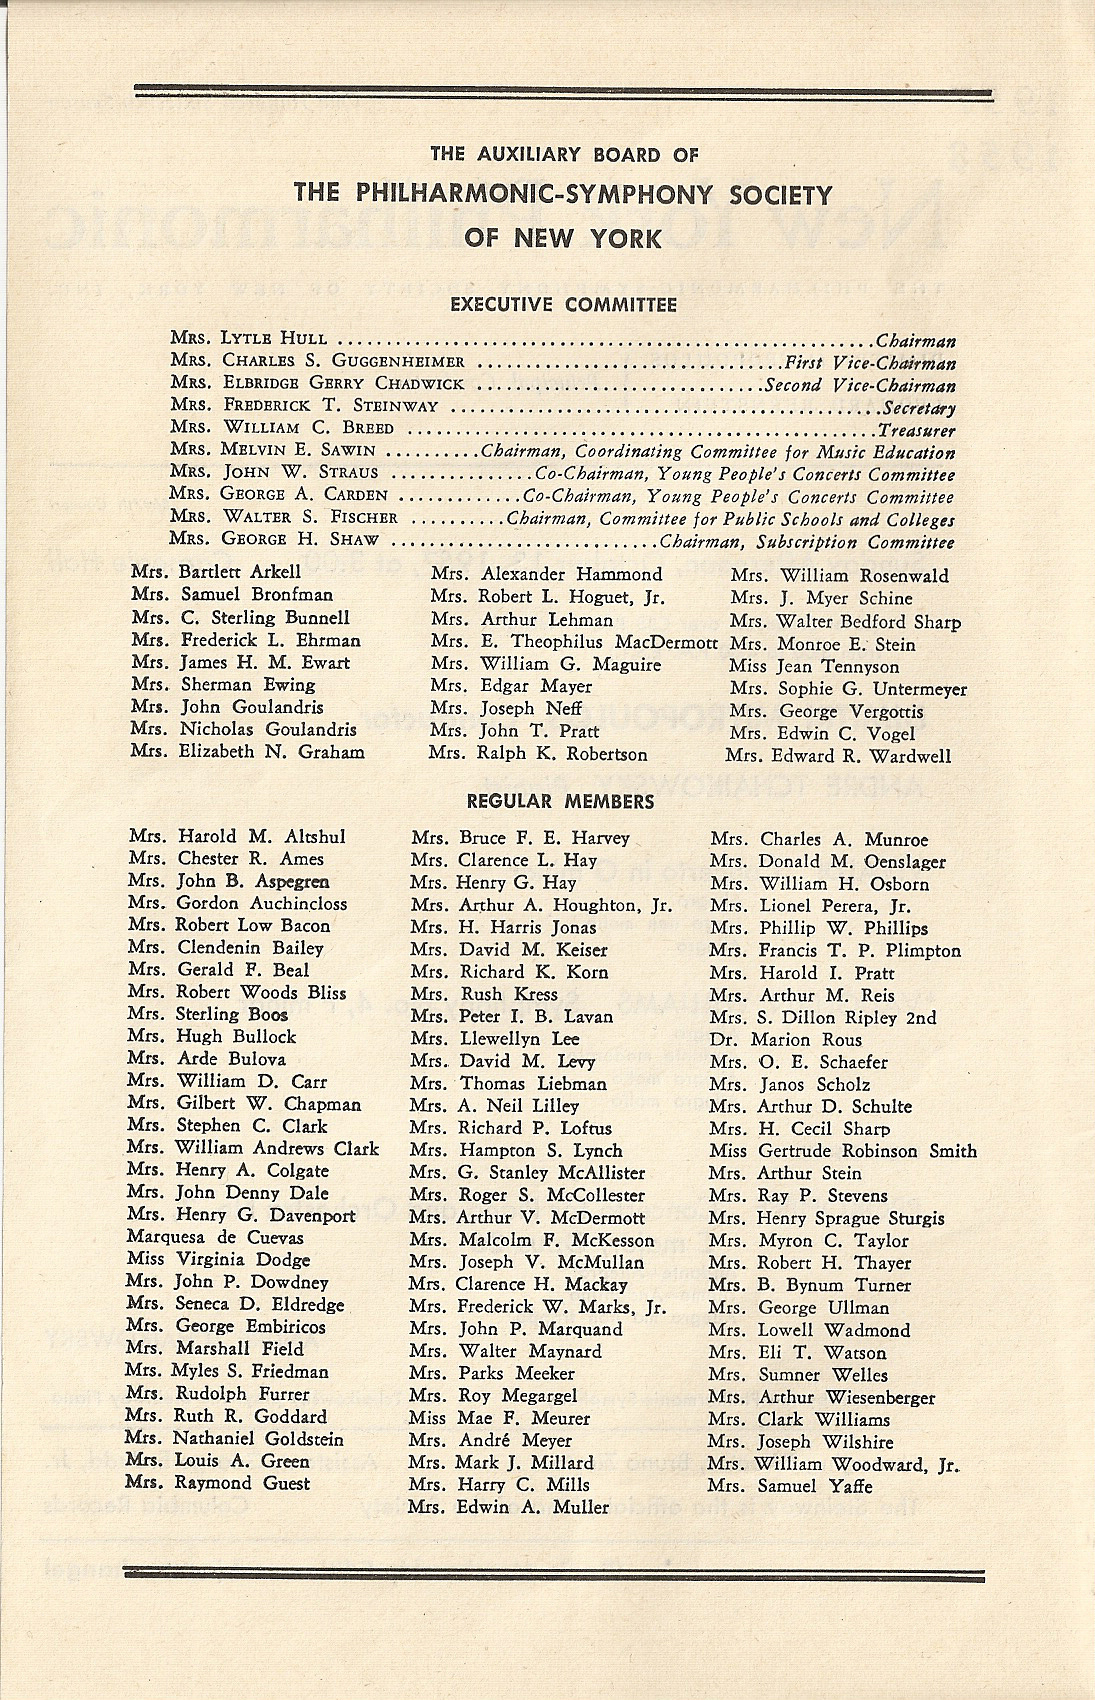 THE AUXILIARY BOARD OF
THE PHILHARMONIC-SYMPHONY SOCIETY
OF NEW YORK
EXECUTIVE COMMITTEE
MRS. LYTLE HULL ........................................................Chairman
MRS. CHARLES S. GUGGENHEIMER ................................First Vice-Chairman
MRS. ELBRIDGE GERRY CHADWICK ..............................Second Vice-Chairman
MRS. FREDERICK T. STEINWAY .............................................Secretary
MRS. WILLIAM C. BREED .................................................Treasurer
MRS. MELVIN E. SAWIN ..........Chairman, Coordinating Committee for Music Education
MRS. JOHN W. STRAUS ...............Co-Chairman, Young People's Concerts Committee
MRS. GEORGE A. CARDEN .............Co-Chairman, Young People's Concerts Committee
MRS. WALTER S. FISCHER ..........Chairman, Committee for Public Schools and Colleges
MRS. GEORGE H. SHAW ............................Chairman, Subscription Committee
Mrs. Bartlett Arkell
Mrs. Samuel Bronfman
Mrs. C. Sterling Bunnell
Mrs. Frederick L. Ehrman
Mrs. James H. M. Ewart
Mrs. Sherman Ewing
Mrs. John Goulandris
Mrs. Nicholas Goulandris
Mrs. Elizabeth N. Graham
Mrs. Alexander Hammond
Mrs. Robert L. Hoguet, Jr.
Mrs. Arthur Lehman
Mrs. E. Theophilus MacDermott
Mrs. William G. Maguire
Mrs. Edgar Mayer
Mrs. Joseph Neff
Mrs. John T. Pratt
Mrs. Ralph K. Robertson
Mrs. William Rosenwald
Mrs. J. Myer Schine
Mrs. Walter Bedford Sharp
Mrs. Monroe E. Stein
Miss Jean Tennyson
Mrs. Sophie G. Untermeyer
Mrs. George Vergottis
Mrs. Edwin C. Vogel
Mrs. Edward R. Wardwell
REGULAR MEMBERS
Mrs. Harold M. Altshul
Mrs. Chester R. Ames
Mrs. John B. Aspegren
Mrs. Gordon Auchincloss
Mrs. Robert Low Bacon
Mrs. Clendenin Bailey
Mrs. Gerald F. Beal
Mrs. Robert Woods Bliss
Mrs. Sterling Boos
Mrs. Hugh Bullock
Mrs. Arde Bulova
Mrs. William D. Carr
Mrs. Gilbert W. Chapman
Mrs. Stephen C. Clark
Mrs. William Andrews Clark
Mrs. Henry A. Colgate
Mrs. John Denny Dale
Mrs. Henry G. Davenport
Marquesa de Cuevas
Miss Virginia Dodge
Mrs. John P. Dowdney
Mrs. Seneca D. Eldredge
Mrs. George Embiricos
Mrs. Marshall Field
Mrs. Myles S. Friedman
Mrs. Rudolph Furrer
Mrs. Ruth R. Goddard
Mrs. Nathaniel Goldstein
Mrs. Louis A. Green
Mrs. Raymond Guest
Mrs. Bruce F. E. Harvey
Mrs. Clarence L. Hay
Mrs. Henry G. Hay
Mrs. Arthur A. Houghton, Jr.
Mrs. H. Harris Jonas
Mrs. David M. Keiser
Mrs. Richard K. Korn
Mrs. Rush Kress
Mrs. Peter I. B. Lavan
Mrs. Llewellyn Lee
Mrs. David M. Levy
Mrs. Thomas Liebman
Mrs. A. Neil Lilley
Mrs. Richard P. Loftus
Mrs. Hampton S. Lynch
Mrs. G. Stanley McAllister
Mrs. Roger S. McCollester
Mrs. Arthur V. McDermott
Mrs. Malcolm F. McKesson
Mrs. Joseph V. McMullan
Mrs. Clarence H. Mackay
Mrs. Frederick W. Marks, Jr.
Mrs. John P. Marquand
Mrs. Walter Maynard
Mrs. Parks Meeker
Mrs. Roy Megargel
Miss Mae F. Meurer
Mrs. André Meyer
Mrs. Mark J. Millard
Mrs. Harry C. Mills
Mrs. Edwin A. Muller
Mrs. Charles A. Munroe
Mrs. Donald M. Oenslager
Mrs. William H. Osborn
Mrs. Lionel Perera, Jr.
Mrs. Phillip W. Phillips
Mrs. Francis T. P. Plimpton
Mrs. Harold I. Pratt
Mrs. Arthur M. Reis
Mrs. S. Dillon Ripley 2nd
Dr. Marion Rous
Mrs. O. E. Schaefer
Mrs. Janos Scholz
Mrs. Arthur D. Schulte
Mrs. H. Cecil Sharp
Miss Gertrude Robinson Smith
Mrs. Arthur Stein
Mrs. Ray P. Stevens
Mrs. Henry Sprague Sturgis
Mrs. Myron C. Taylor
Mrs. Robert H. Thayer
Mrs. B. Bynum Turner
Mrs. George Ullman
Mrs. Lowell Wadmond
Mrs. Eli T. Watson
Mrs. Sumner Welles
Mrs. Arthur Wiesenberger
Mrs. Clark Williams
Mrs. Joseph Wilshire
Mrs. William Woodward, Jr.
Mrs. Samuel Yaffe